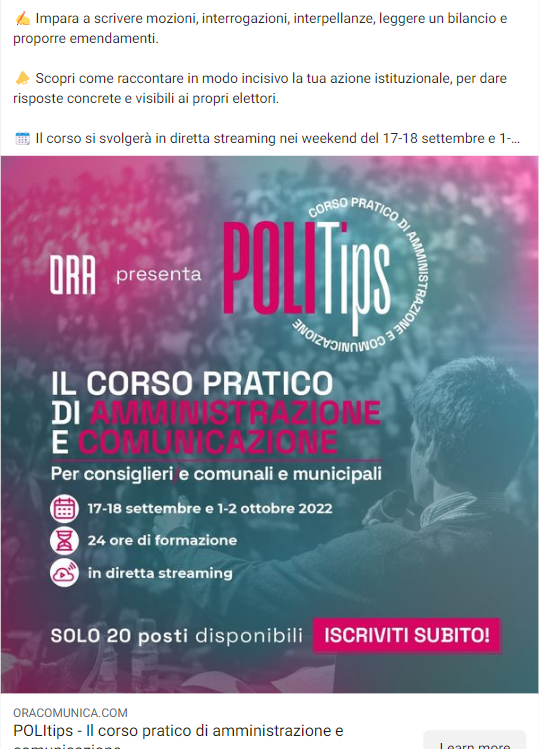 ✍️ Impara a scrivere mozioni, interrogazioni, interpellanze, leggere un bilancio e
proporre emendamenti.
📣 Scopri come raccontare in modo incisivo la tua azione istituzionale, per dare
risposte concrete e visibili ai propri elettori.
🗓️ Il corso si svolgerà in diretta streaming nei weekend del 17-18 settembre e 1-...
CORSO PRATICO DI AMMINISTRAZIONE E COMUNICAZIONE
ORA presenta POLITips
IL CORSO PRATICO
DI AMMINISTRAZIONE
E COMUNICAZIONE
Per consiglieri/e comunali e municipali
17-18 settembre e 1-2 ottobre 2022
24 ore di formazione
in diretta streaming
SOLO 20 posti disponibili ISCRIVITI SUBITO!
ORACOMUNICA.COM
POLItips - Il corso pratico di amministrazione e
comunicazione
Learn more